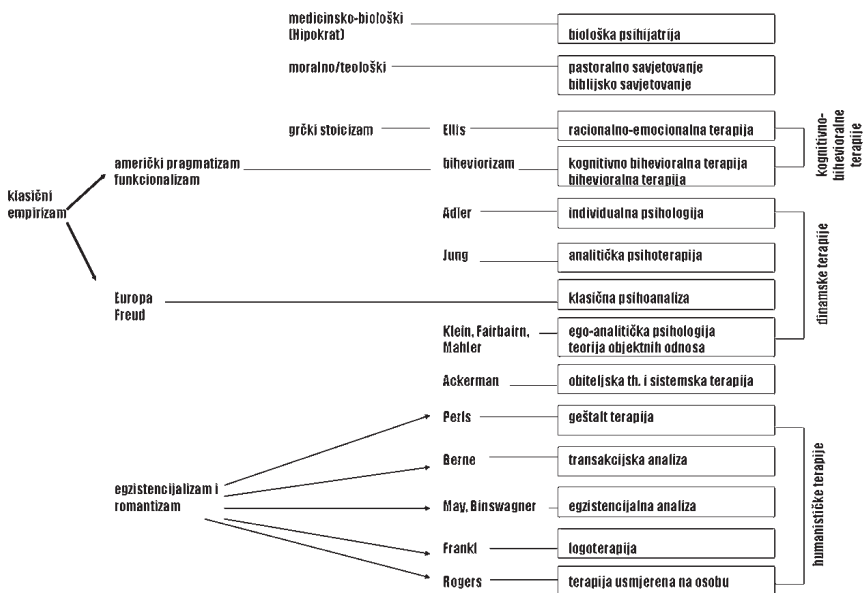 medicinsko-biološki
(Hipokrat)
biološka psihijatrija
moralno/teološki
pastoralno savjetovanje
biblijsko savjetovanje
grčki stoicizam
Ellis
racionalno-emocionalna terapija
američki pragmatizam
funkcionalizam
biheviorizam
kognitivno bihevioralna terapija
bihevioralna terapija
kognitivno-
bihevioralne
terapije
klasični
empirizam
Adler
individualna psihologija
Jung
analitička psihoterapija
Europa
Freud
klasična psihoanaliza
Klein, Fairbairn,
Mahler
ego-analitička psihologija
teorija objektnih odnosa
dinamske terapije
Ackerman
obiteljska th. i sistemska terapija
egzistencijalizam i
romantizam
Perls
geštalt terapija
Berne
transakcijska analiza
May, Binswagner
egzistencijalna analiza
Frankl
logoterapija
Rogers
terapija usmjerena na osobu
humanističke terapije